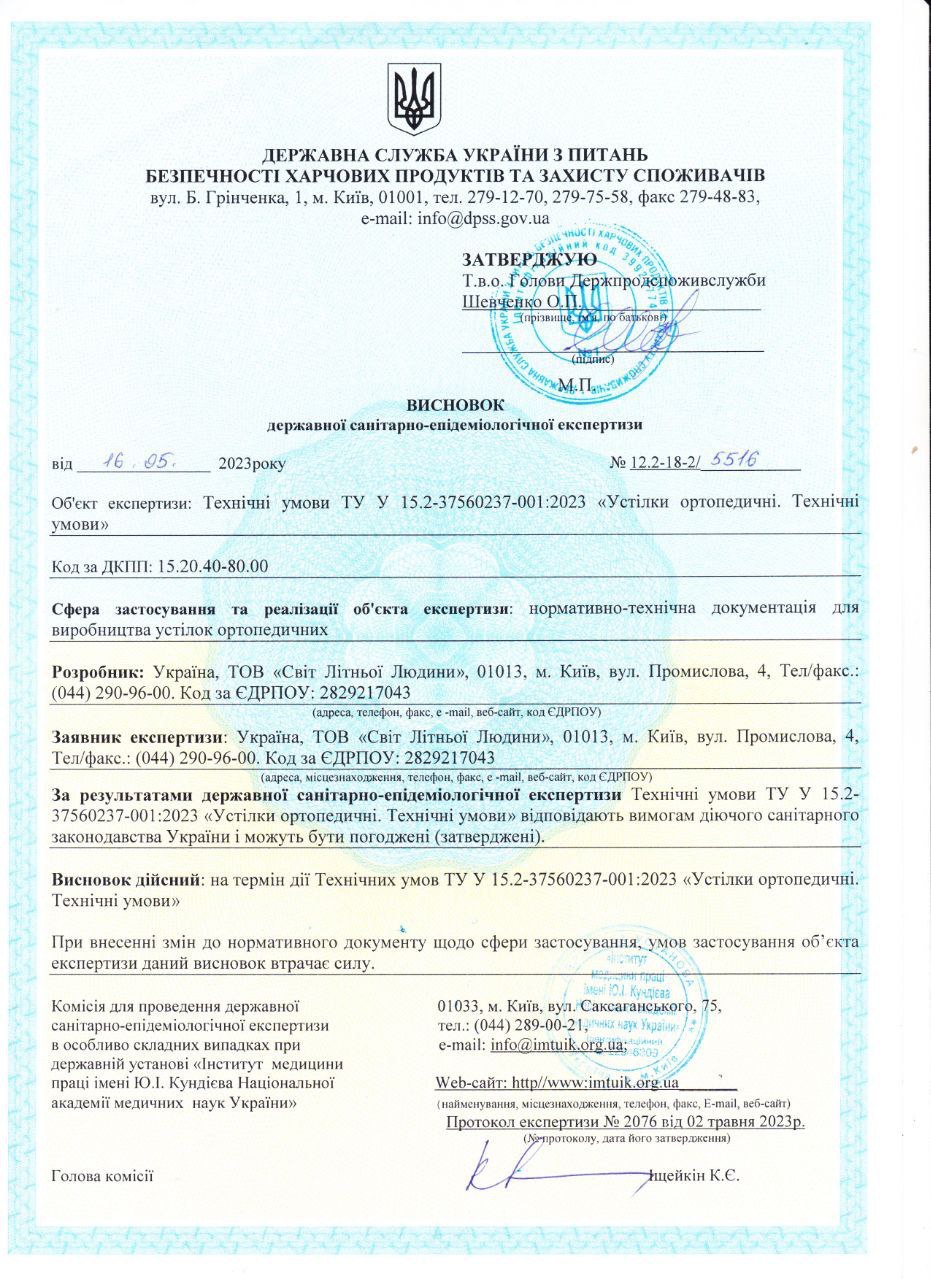 ДЕРЖАВНА СЛУЖБА УКРАЇНИ З ПИТАНЬ
БЕЗПЕЧНОСТІ ХАРЧОВИХ ПРОДУКТІВ ТА ЗАХИСТУ СПОЖИВАЧІВ
вул. Б. Грінченка, 1, м. Київ, 01001, тел. 279-12-70, 279-75-58, факс 279-48-83,
e-mail: info@dpss.gov.ua
ЗАТВЕРДЖУЮ
Т.в.о. Голови Держпродспоживслужби
Шевченко О.П.
(прізвище, ім'я, по батькові)
(підпис)
М.П.
ВИСНОВОК
державної санітарно-епідеміологічної експертизи
від 16.05. 2023року № 12.2-18-2/ 5516
Об'єкт експертизи: Технічні умови ТУ У 15.2-37560237-001:2023 «Устілки ортопедичні. Технічні
умови»
Код за ДКПП: 15.20.40-80.00
Сфера застосування та реалізації об'єкта експертизи: нормативно-технічна документація для
виробництва устілок ортопедичних
Розробник: Україна, ТОВ «Світ Літньої Людини», 01013, м. Київ, вул. Промислова, 4, Тел/факс.:
(044) 290-96-00. Код за ЄДРПОУ: 2829217043
(адреса, телефон, факс, е -mail, веб-сайт, код ЄДРПОУ)
Заявник експертизи: Україна, ТОВ «Світ Літньої Людини», 01013, м. Київ, вул. Промислова, 4,
Тел/факс.: (044) 290-96-00. Код за ЄДРПОУ: 2829217043
(адреса, місцезнаходження, телефон, факс, е -mail, веб-сайт, код ЄДРПОУ)
За результатами державної санітарно-епідеміологічної експертизи Технічні умови ТУ У 15.2-
37560237-001:2023 «Устілки ортопедичні. Технічні умови» відповідають вимогам діючого санітарного
законодавства України і можуть бути погоджені (затверджені).
Висновок дійсний: на термін дії Технічних умов ТУ У 15.2-37560237-001:2023 «Устілки ортопедичні.
Технічні умови»
При внесенні змін до нормативного документу щодо сфери застосування, умов застосування об’єкта
експертизи даний висновок втрачає силу.
Комісія для проведення державної
санітарно-епідеміологічної експертизи
в особливо складних випадках при
державній установі «Інститут медицини
праці імені Ю.І. Кундієва Національної
академії медичних наук України»
01033, м. Київ, вул. Саксаганського, 75,
тел.: (044) 289-00-21,
e-mail: info@imtuik.org.ua;
Web-сайт: http//www:imtuik.org.ua
(найменування, місцезнаходження, телефон, факс, E-mail, веб-сайт)
Протокол експертизи № 2076 від 02 травня 2023р.
(№ протоколу, дата його затвердження)
Голова комісії
Іщейкін К.Є.